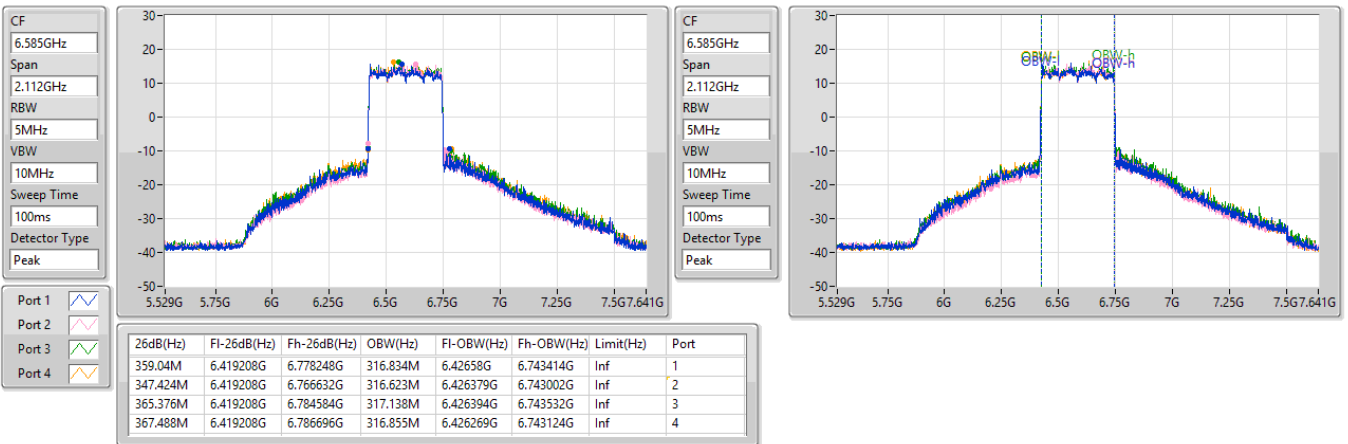 CF
6.585GHz
Span
2.112GHz
RBW
5MHz
VBW
10MHz
Sweep Time
100ms
Detector Type
Peak
30-
20-
10-
0-
-10-
-20-
-30-
-40-
-50-
5.529G 5.75G 6G 6.25G 6.5G 6.75G 7G 7.25G 7.5G 7.641G
CF
6.585GHz
Span
2.112GHz
RBW
5MHz
VBW
10MHz
Sweep Time
100ms
Detector Type
Peak
30-
20-
10-
0-
-10-
-20-
-30-
-40-
-50-
OBW-l OBW-h
OBW-l OBW-h
5.529G 5.75G 6G 6.25G 6.5G 6.75G 7G 7.25G 7.5G 7.641G
Port 1
Port 2
Port 3
Port 4
26dB(Hz) Fl-26dB(Hz) Fh-26dB(Hz) OBW(Hz) Fl-OBW(Hz) Fh-OBW(Hz) Limit(Hz) Port
359.04M 6.419208G 6.778248G 316.834M 6.42658G 6.743414G Inf 1
347.424M 6.419208G 6.766632G 316.623M 6.426379G 6.743002G Inf 2
365.376M 6.419208G 6.784584G 317.138M 6.426394G 6.743532G Inf 3
367.488M 6.419208G 6.786696G 316.855M 6.426269G 6.743124G Inf 4